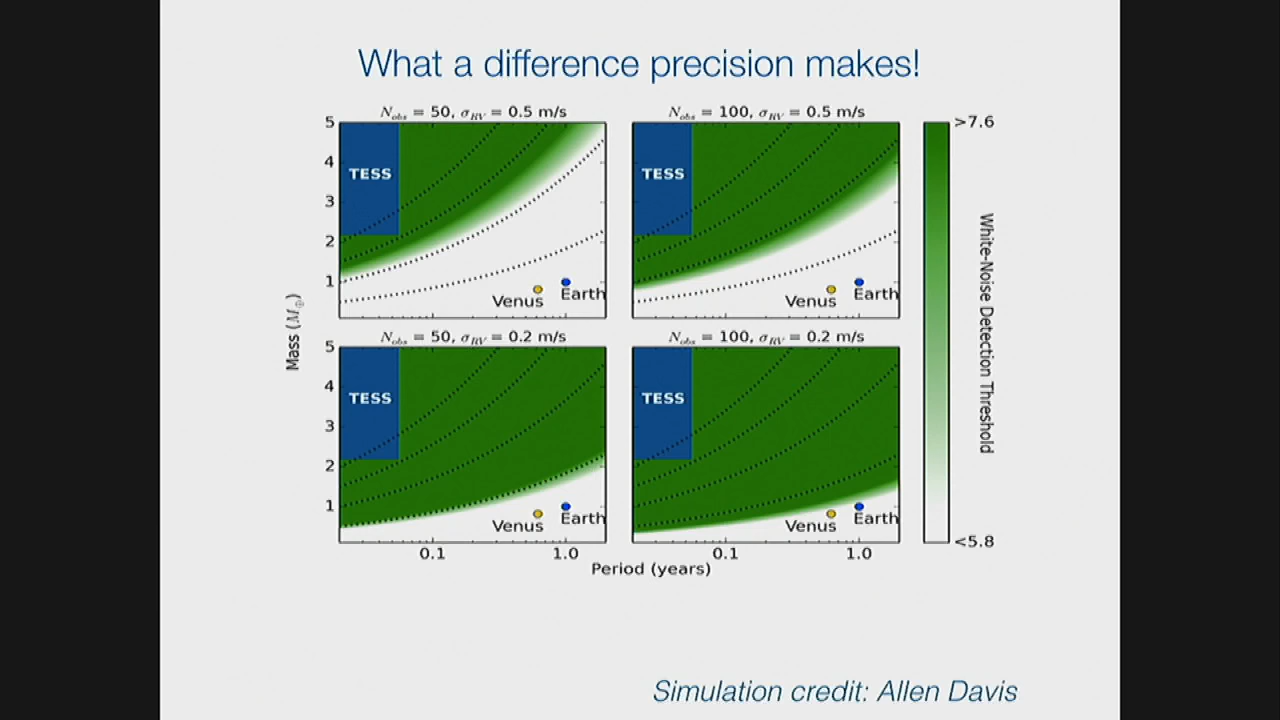 What a difference precision makes!
N_obs = 50, σ_RV = 0.5 m/s
N_obs = 100, σ_RV = 0.5 m/s
5
4
3
2
1
TESS
Venus
Earth
TESS
Venus
Earth
>7.6
White-Noise Detection Threshold
<5.8
Mass (M⊕)
N_obs = 50, σ_RV = 0.2 m/s
N_obs = 100, σ_RV = 0.2 m/s
5
4
3
2
1
TESS
Venus
Earth
TESS
Venus
Earth
0.1
1.0
0.1
1.0
Period (years)
Simulation credit: Allen Davis